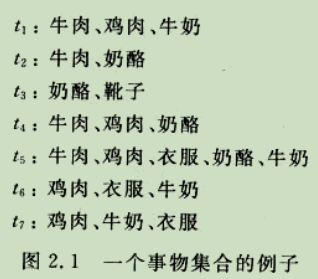 t₁：牛肉、鸡肉、牛奶
t₂：牛肉、奶酪
t₃：奶酪、靴子
t₄：牛肉、鸡肉、奶酪
t₅：牛肉、鸡肉、衣服、奶酪、牛奶
t₆：鸡肉、衣服、牛奶
t₇：鸡肉、牛奶、衣服
图 2.1 一个事物集合的例子